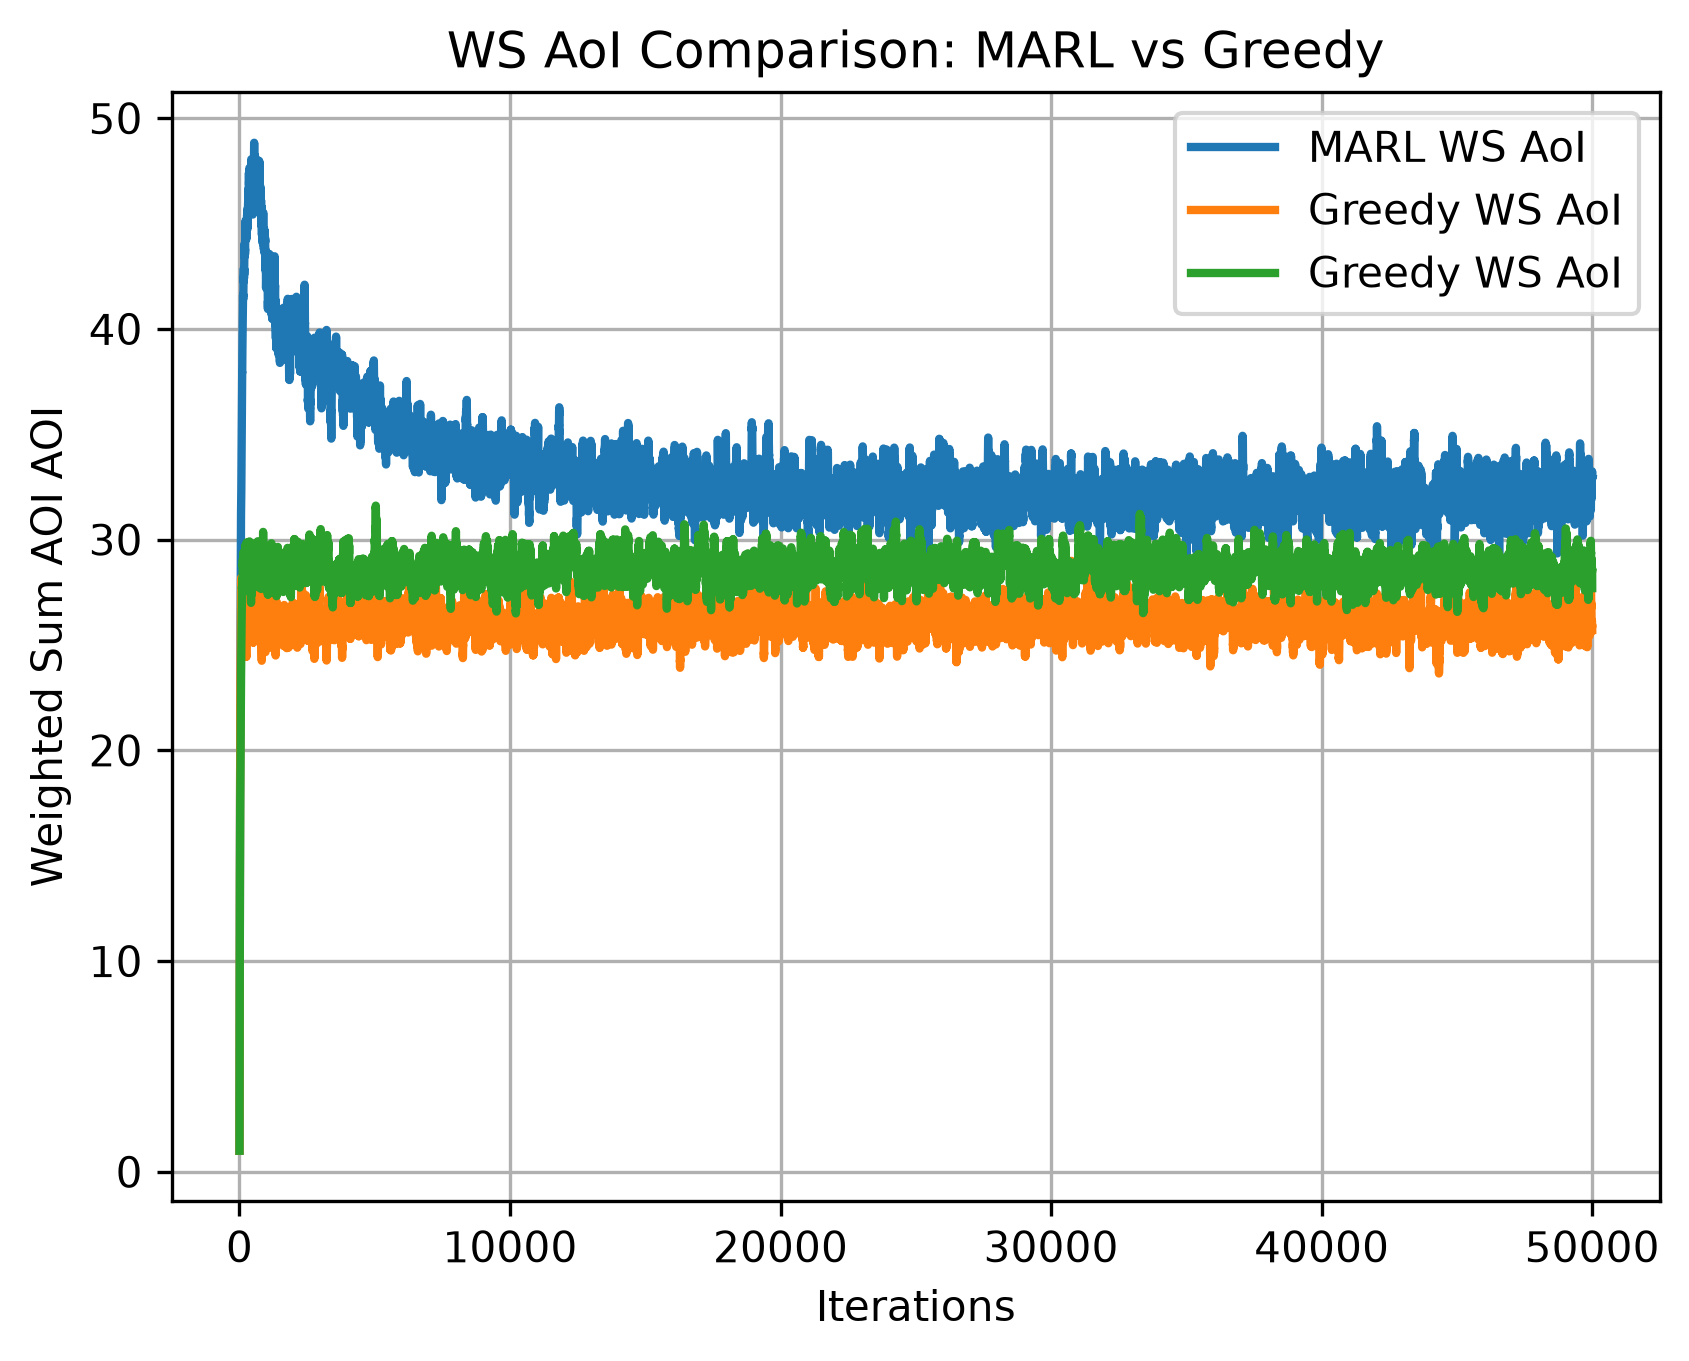 WS AoI Comparison: MARL vs Greedy
MARL WS AoI
Greedy WS AoI
Greedy WS AoI
Weighted Sum AOI AOI
50
40
30
20
10
0
0 10000 20000 30000 40000 50000
Iterations